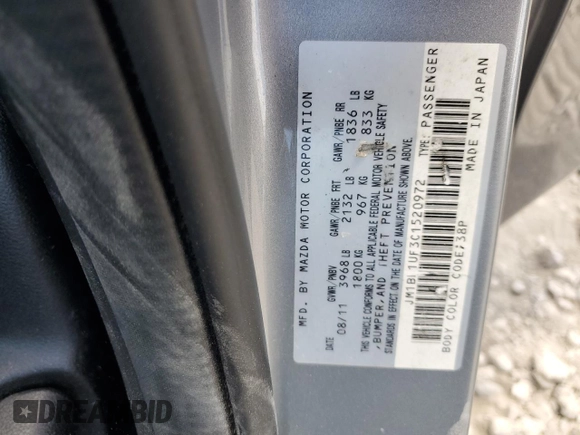 MFD. BY MAZDA MOTOR CORPORATION
DATE GVWR/PNBV GAWR/PNBE FRT GAWR/PNBE RR
08/11 3968 LB 2132 LB 1836 LB
1800 KG 967 KG 833 KG
THIS VEHICLE CONFORMS TO ALL APPLICABLE FEDERAL MOTOR VEHICLE SAFETY
, BUMPER, AND THEFT PREVENTION
STANDARDS IN EFFECT ON THE DATE OF MANUFACTURE SHOWN ABOVE.
JM1BL1UF3C1520972 TYPE: PASSENGER
BODY COLOR CODE: 38P MADE IN JAPAN
DREAMBID